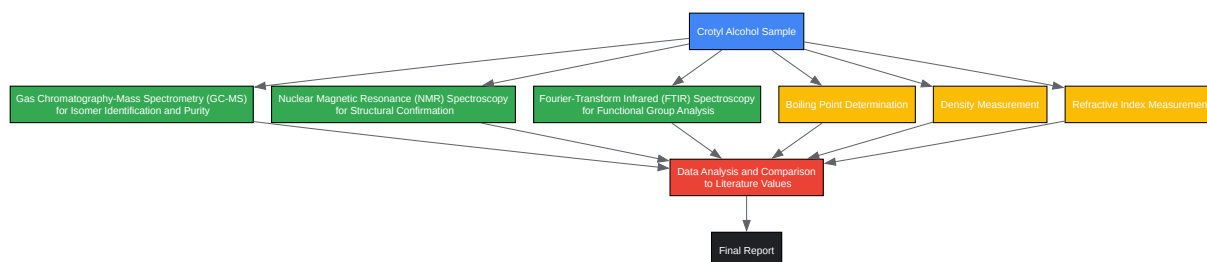 Crotyl Alcohol Sample
Gas Chromatography-Mass Spectrometry (GC-MS)
for Isomer Identification and Purity
Nuclear Magnetic Resonance (NMR) Spectroscopy
for Structural Confirmation
Fourier-Transform Infrared (FTIR) Spectroscopy
for Functional Group Analysis
Boiling Point Determination
Density Measurement
Refractive Index Measurement
Data Analysis and Comparison
to Literature Values
Final Report